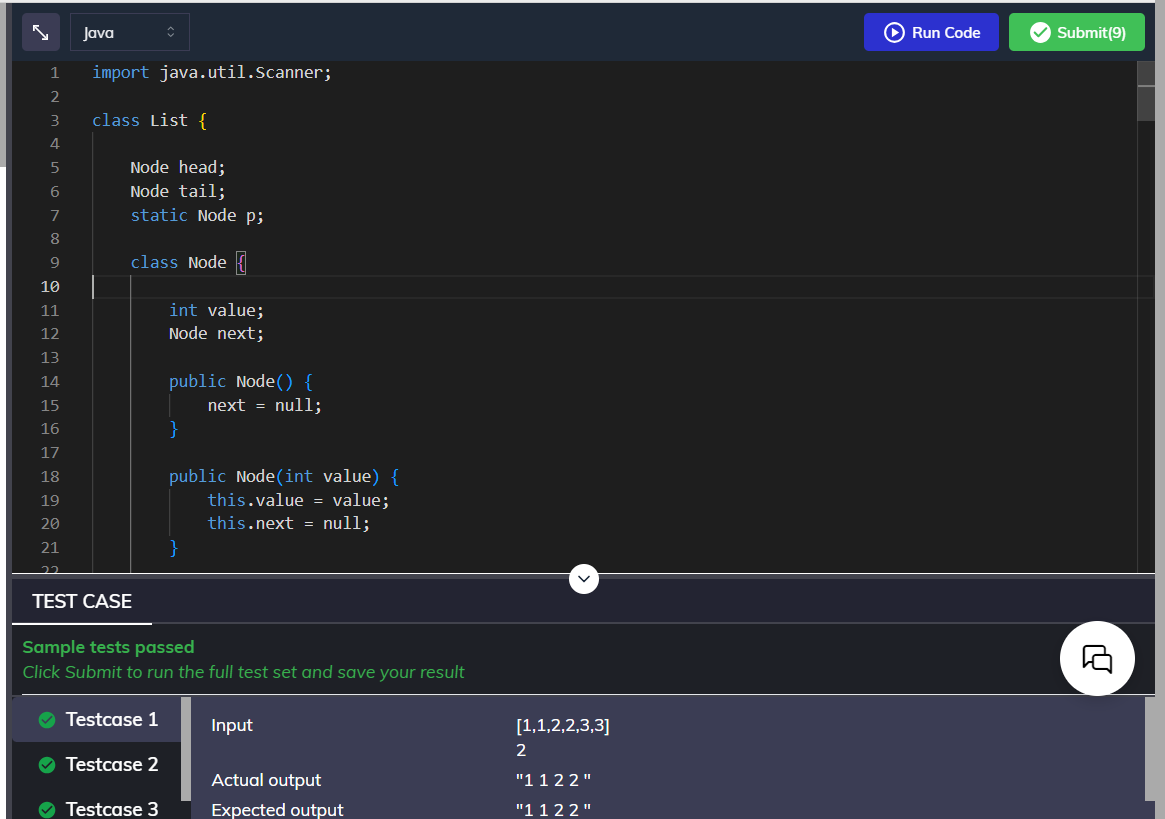 Java
Run Code
Submit(9)
1 import java.util.Scanner;
2
3 class List {
4
5 Node head;
6 Node tail;
7 static Node p;
8
9 class Node {
10
11 int value;
12 Node next;
13
14 public Node() {
15 next = null;
16 }
17
18 public Node(int value) {
19 this.value = value;
20 this.next = null;
21 }
22
TEST CASE
Sample tests passed
Click Submit to run the full test set and save your result
Testcase 1
Testcase 2
Testcase 3
Input [1,1,2,2,3,3]
2
Actual output "1 1 2 2 "
Expected output "1 1 2 2 "